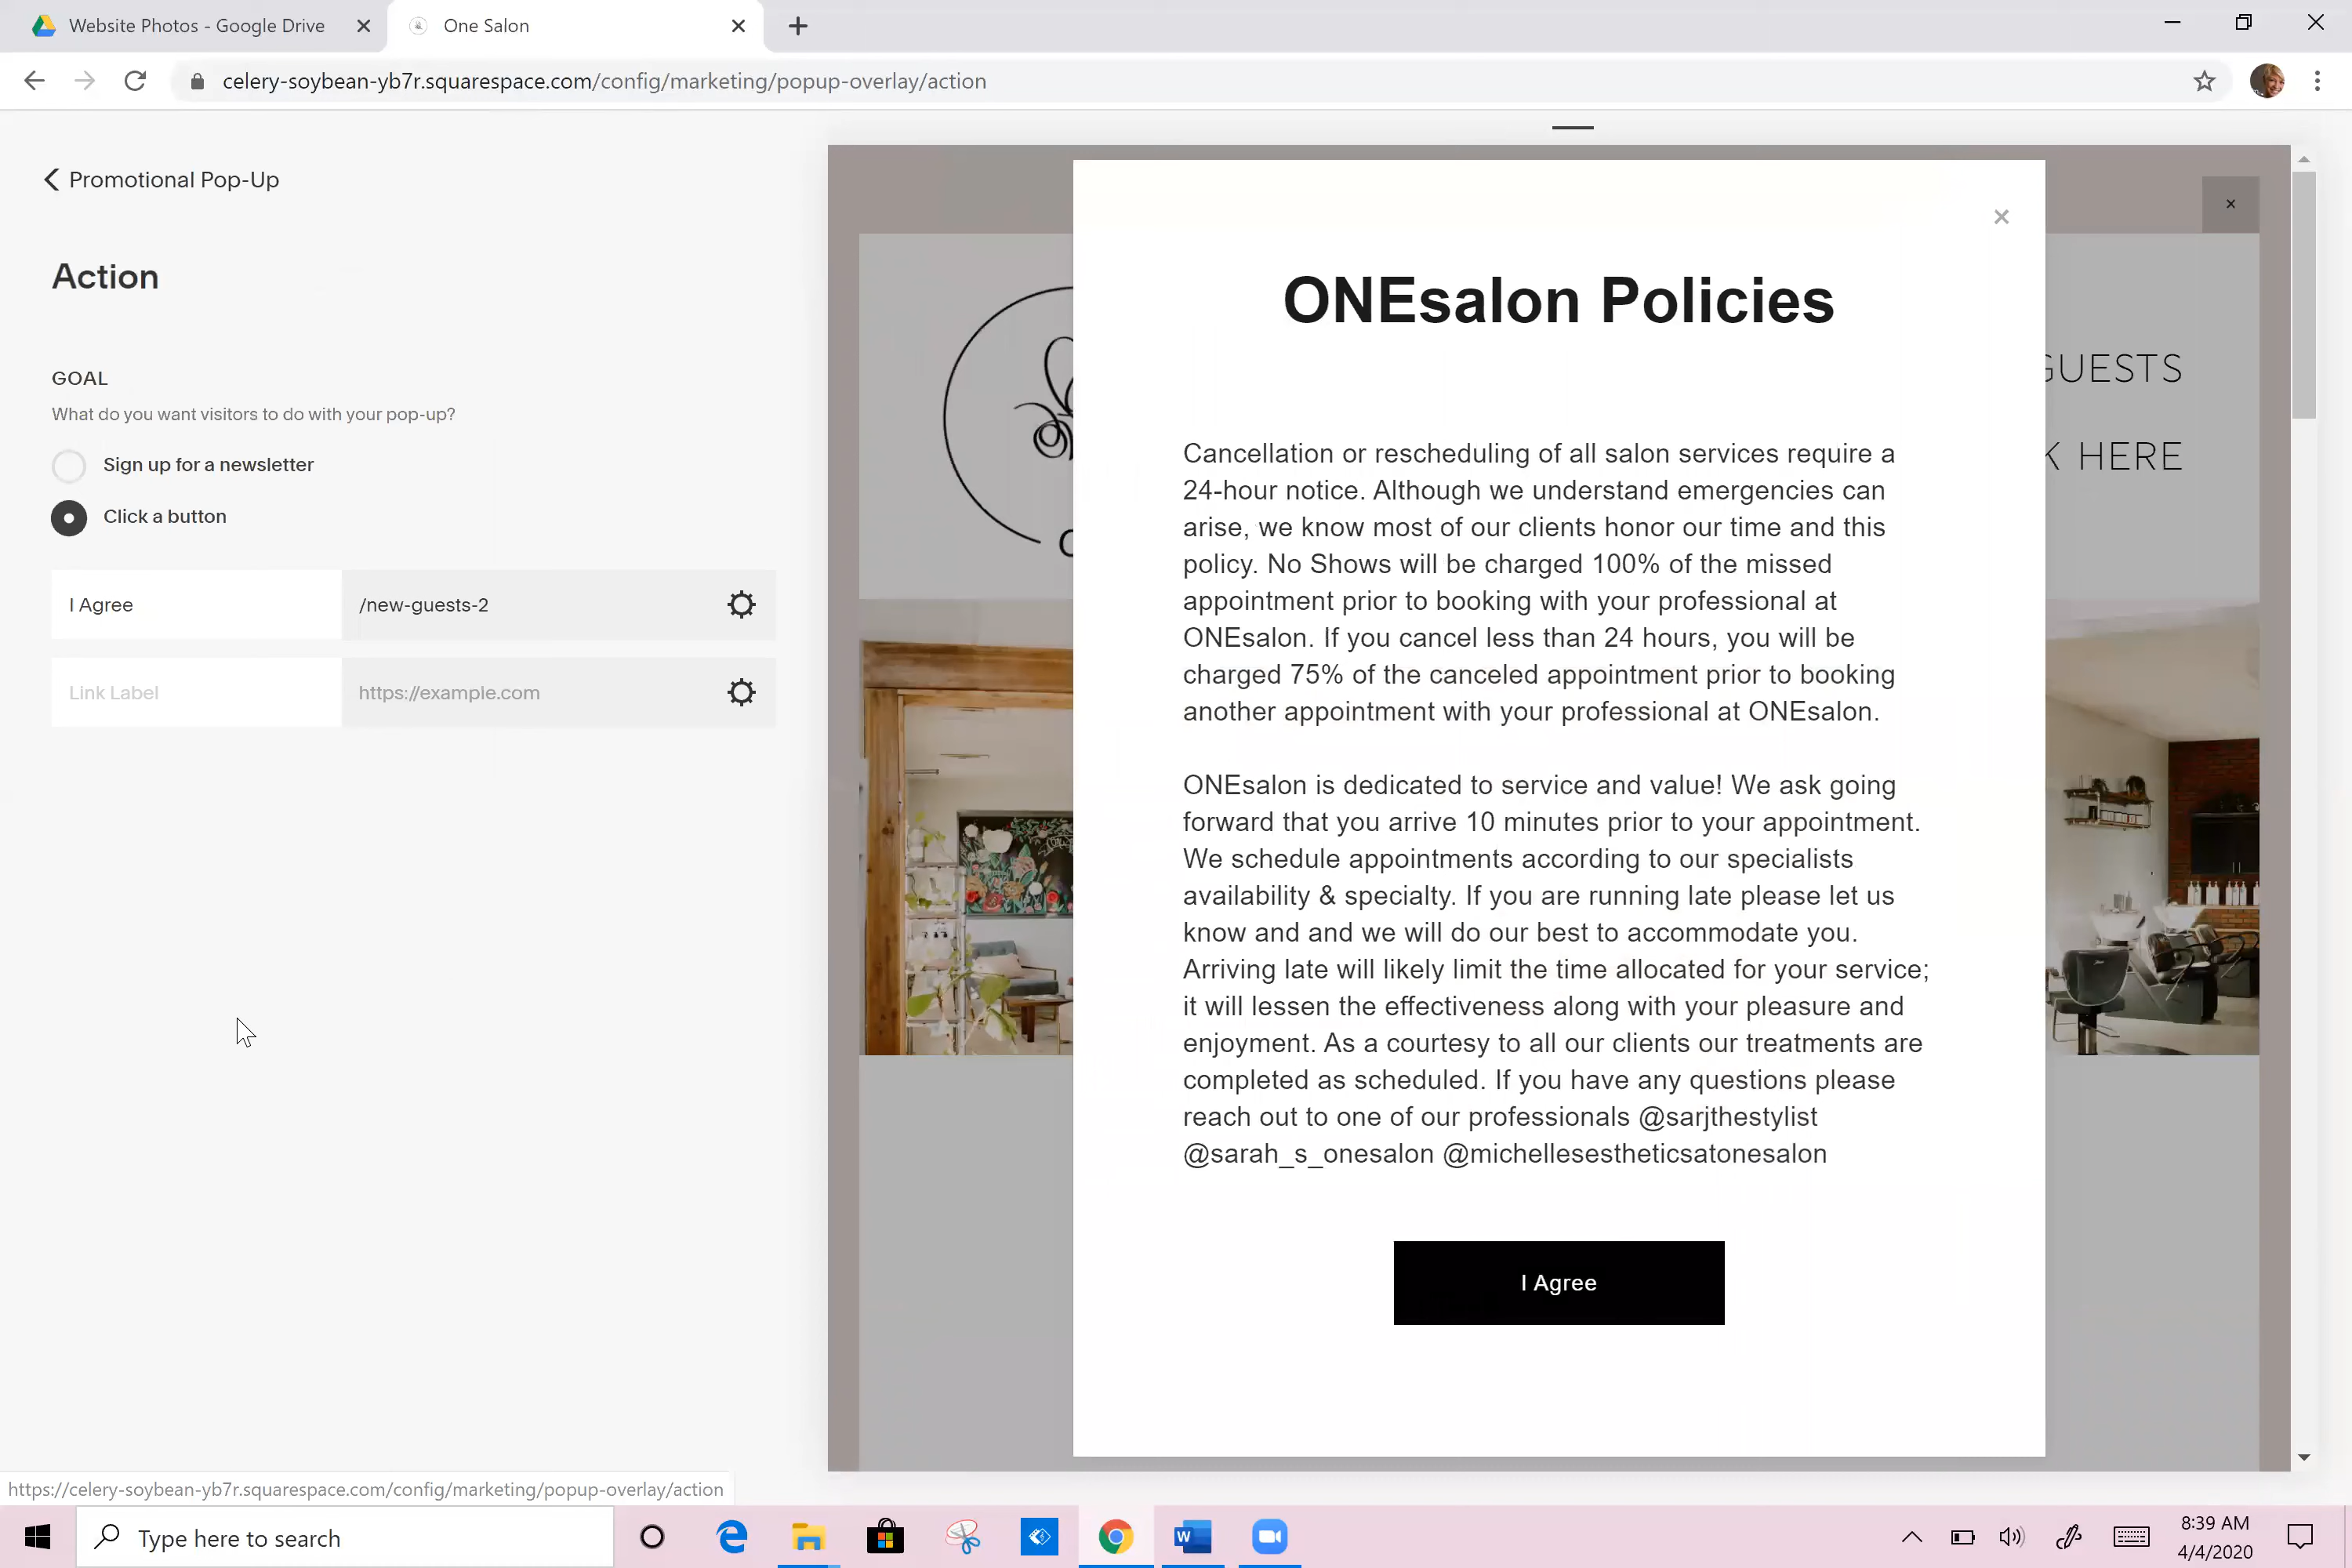 Website Photos - Google Drive
One Salon
celery-soybean-yb7r.squarespace.com/config/marketing/popup-overlay/action
Promotional Pop-Up
Action
GOAL
What do you want visitors to do with your pop-up?
Sign up for a newsletter
Click a button
I Agree
/new-guests-2
Link Label
https://example.com
ONEsalon Policies
Cancellation or rescheduling of all salon services require a
24-hour notice. Although we understand emergencies can
arise, we know most of our clients honor our time and this
policy. No Shows will be charged 100% of the missed
appointment prior to booking with your professional at
ONEsalon. If you cancel less than 24 hours, you will be
charged 75% of the canceled appointment prior to booking
another appointment with your professional at ONEsalon.
ONEsalon is dedicated to service and value! We ask going
forward that you arrive 10 minutes prior to your appointment.
We schedule appointments according to our specialists
availability & specialty. If you are running late please let us
know and and we will do our best to accommodate you.
Arriving late will likely limit the time allocated for your service;
it will lessen the effectiveness along with your pleasure and
enjoyment. As a courtesy to all our clients our treatments are
completed as scheduled. If you have any questions please
reach out to one of our professionals @sarjthestylist
@sarah_s_onesalon @michellesestheticsatonesalon
I Agree
GUESTS
K HERE
https://celery-soybean-yb7r.squarespace.com/config/marketing/popup-overlay/action
Type here to search
8:39 AM
4/4/2020